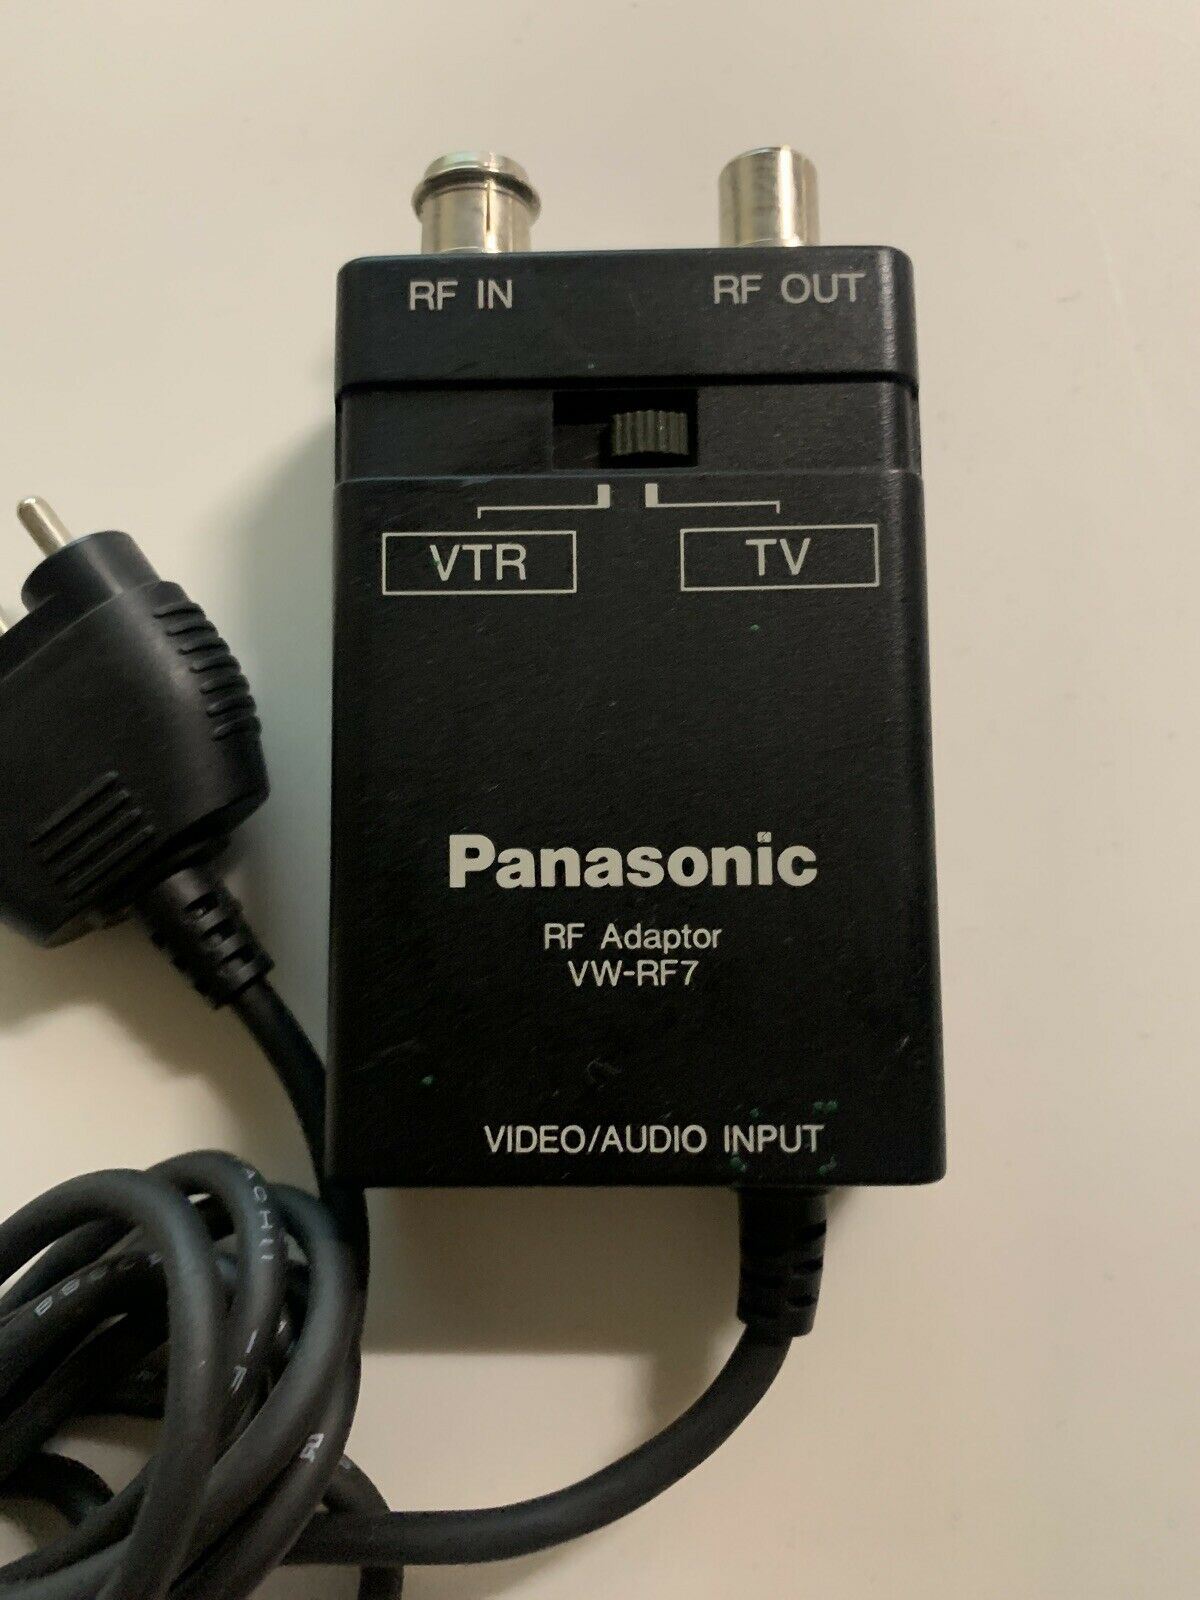 RF IN RF OUT
VTR TV
Panasonic
RF Adaptor
VW-RF7
VIDEO/AUDIO INPUT